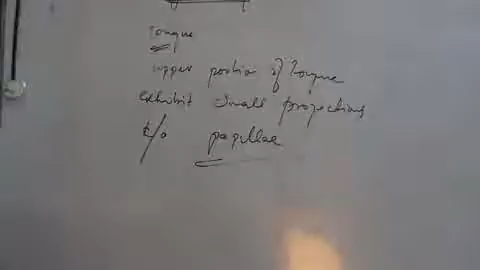 Tongue
upper portion of Tongue
exhibit small projections
papillae